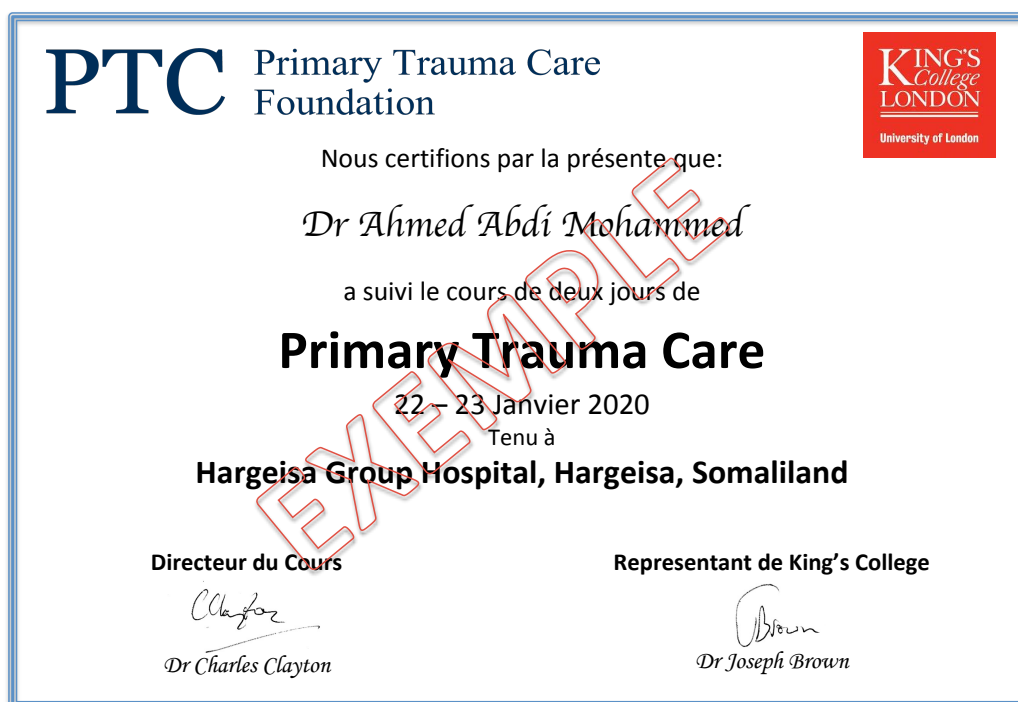 PTC Primary Trauma Care
Foundation
KING'S
College
LONDON
University of London
Nous certifions par la présente que:
Dr Ahmed Abdi Mohammed
a suivi le cours de deux jours de
Primary Trauma Care
22 – 23 Janvier 2020
Tenu à
Hargeisa Group Hospital, Hargeisa, Somaliland
EXEMPLE
Directeur du Cours
Representant de King's College
CClayton
JBrown
Dr Charles Clayton
Dr Joseph Brown